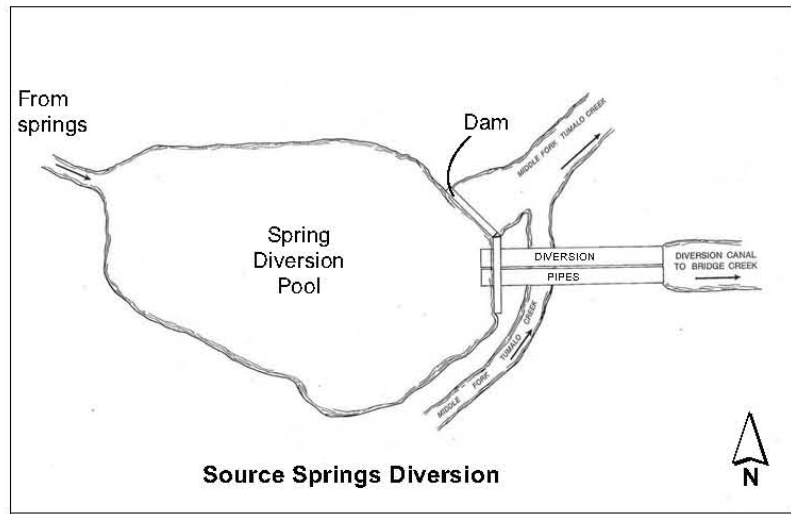 From
springs
Dam
MIDDLE FORK TUMALO CREEK
Spring
Diversion
Pool
DIVERSION
PIPES
DIVERSION CANAL
TO BRIDGE CREEK
MIDDLE FORK TUMALO CREEK
Source Springs Diversion
N